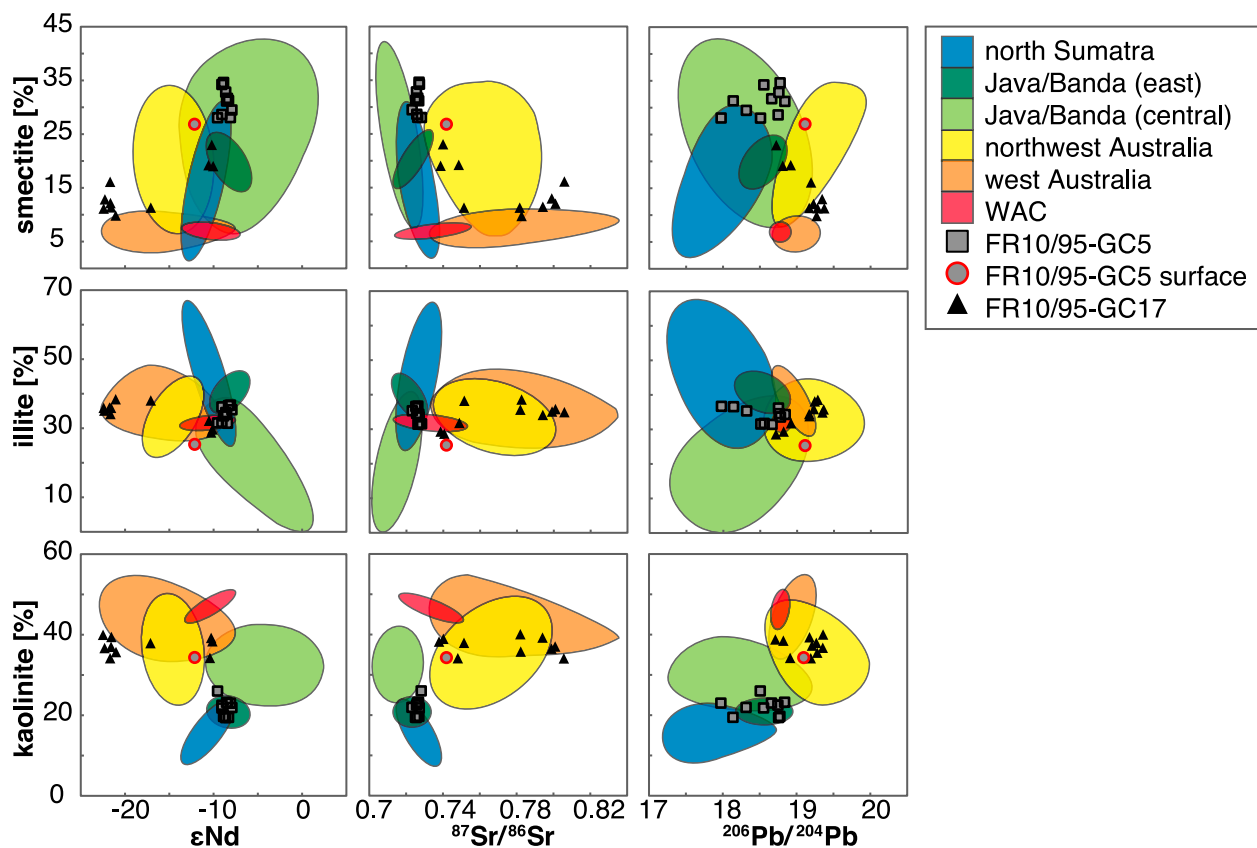 45
35
25
15
5
smectite [%]
70
50
30
10
illite [%]
60
40
20
0
kaolinite [%]
-20 -10 0
εNd
0.7 0.74 0.78 0.82
⁸⁷Sr/⁸⁶Sr
17 18 19 20
²⁰⁶Pb/²⁰⁴Pb
north Sumatra
Java/Banda (east)
Java/Banda (central)
northwest Australia
west Australia
WAC
FR10/95-GC5
FR10/95-GC5 surface
FR10/95-GC17